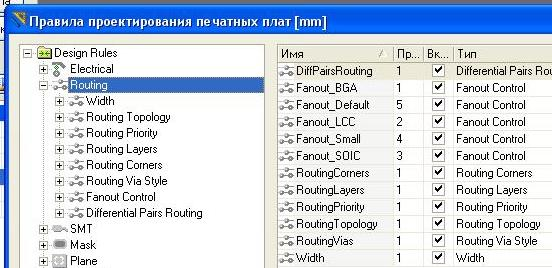 Правила проектирования печатных плат [mm]
Design Rules
Electrical
Routing
Width
Routing Topology
Routing Priority
Routing Layers
Routing Corners
Routing Via Style
Fanout Control
Differential Pairs Routing
SMT
Mask
Plane
Имя Пр... Вк... Тип
DiffPairsRouting 1 Differential Pairs Rou
Fanout_BGA 1 Fanout Control
Fanout_Default 5 Fanout Control
Fanout_LCC 2 Fanout Control
Fanout_Small 4 Fanout Control
Fanout_SOIC 3 Fanout Control
RoutingCorners 1 Routing Corners
RoutingLayers 1 Routing Layers
RoutingPriority 1 Routing Priority
RoutingTopology 1 Routing Topology
RoutingVias 1 Routing Via Style
Width 1 Width